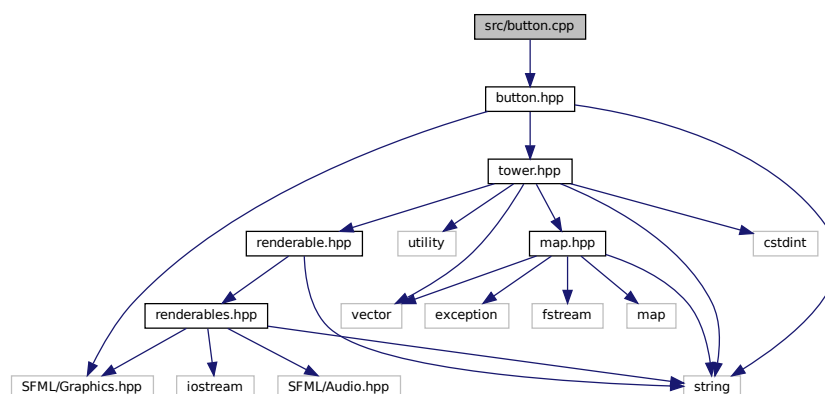 src/button.cpp
button.hpp
tower.hpp
renderable.hpp
utility
map.hpp
cstdint
renderables.hpp
vector
exception
fstream
map
SFML/Graphics.hpp
iostream
SFML/Audio.hpp
string